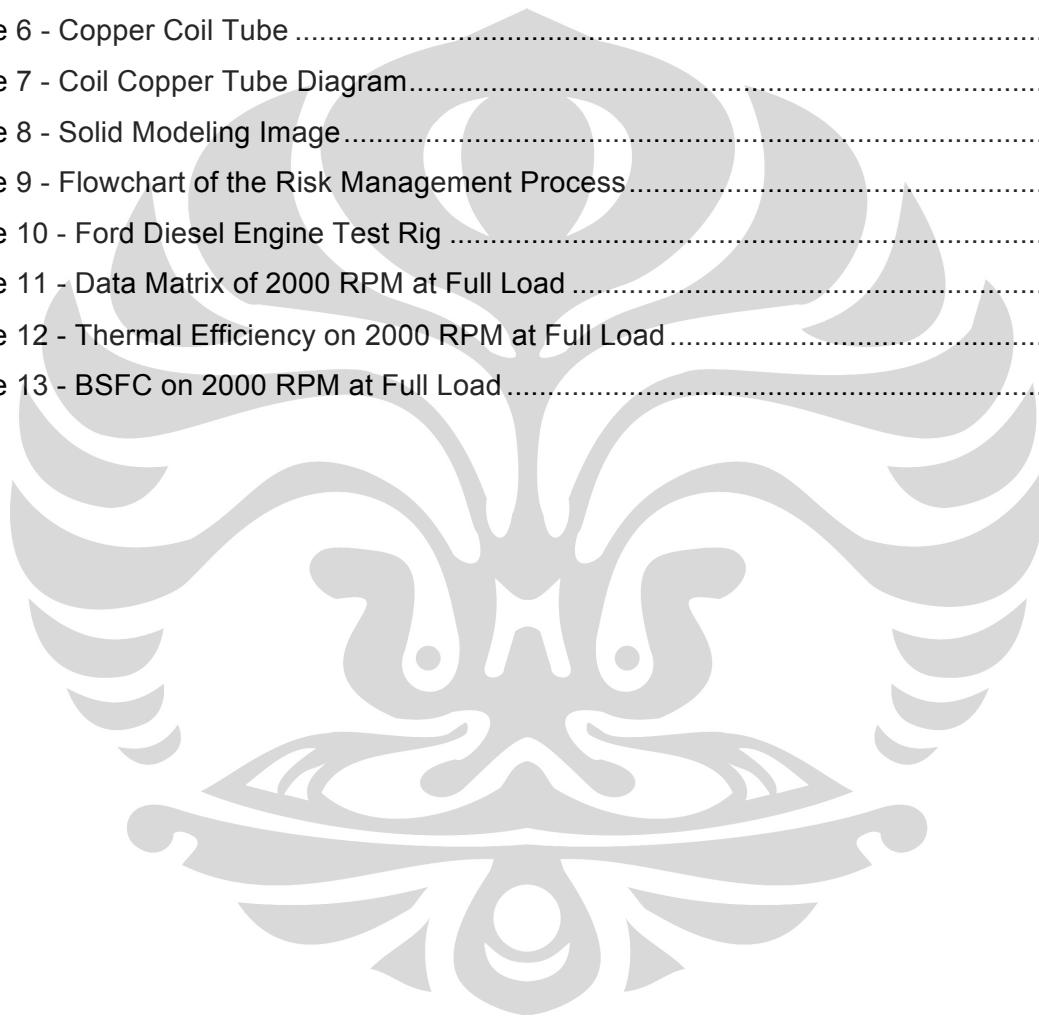 e 6 - Copper Coil Tube ....................................................................................................
e 7 - Coil Copper Tube Diagram....................................................................................
e 8 - Solid Modeling Image..............................................................................................
e 9 - Flowchart of the Risk Management Process.......................................................
e 10 - Ford Diesel Engine Test Rig ................................................................................
e 11 - Data Matrix of 2000 RPM at Full Load ...............................................................
e 12 - Thermal Efficiency on 2000 RPM at Full Load ..................................................
e 13 - BSFC on 2000 RPM at Full Load........................................................................